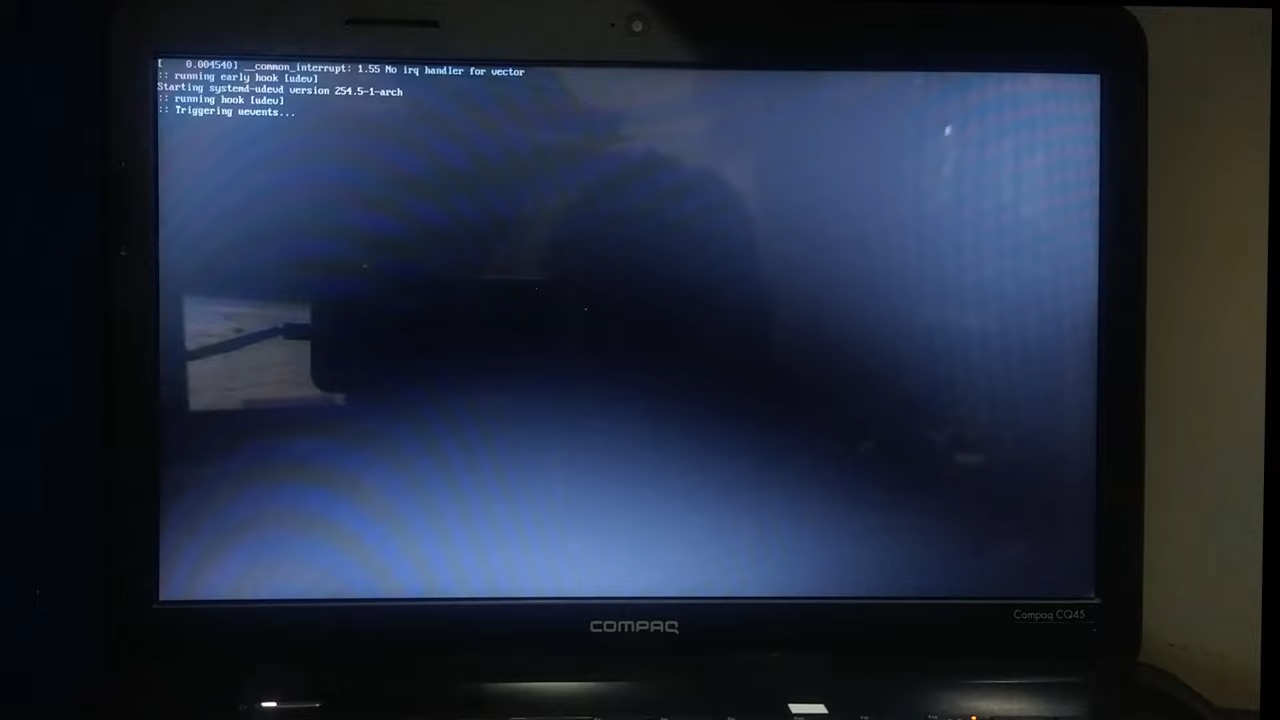 [    0.004540] __common_interrupt: 1.55 No irq handler for vector
:: running early hook [udev]
Starting systemd-udevd version 254.5-1-arch
:: running hook [udev]
:: Triggering uevents...
COMPAQ
Compaq CQ45